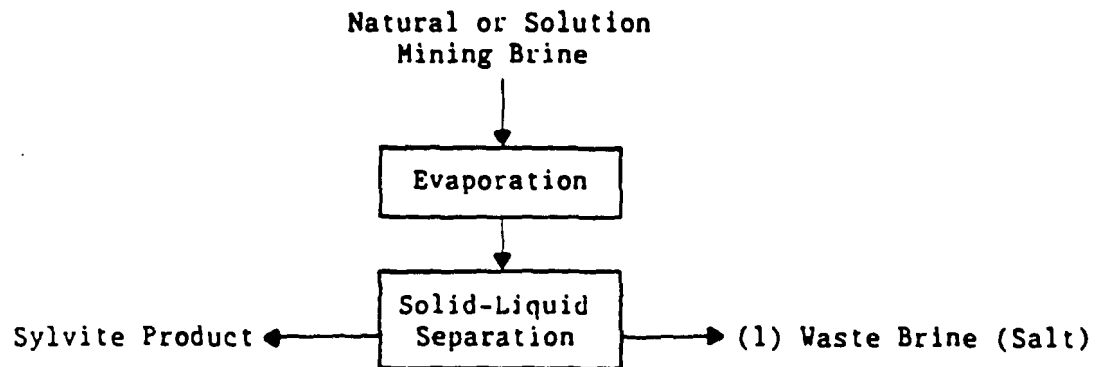 Natural or Solution
Mining Brine
Evaporation
Solid-Liquid
Separation
Sylvite Product
(1) Waste Brine (Salt)